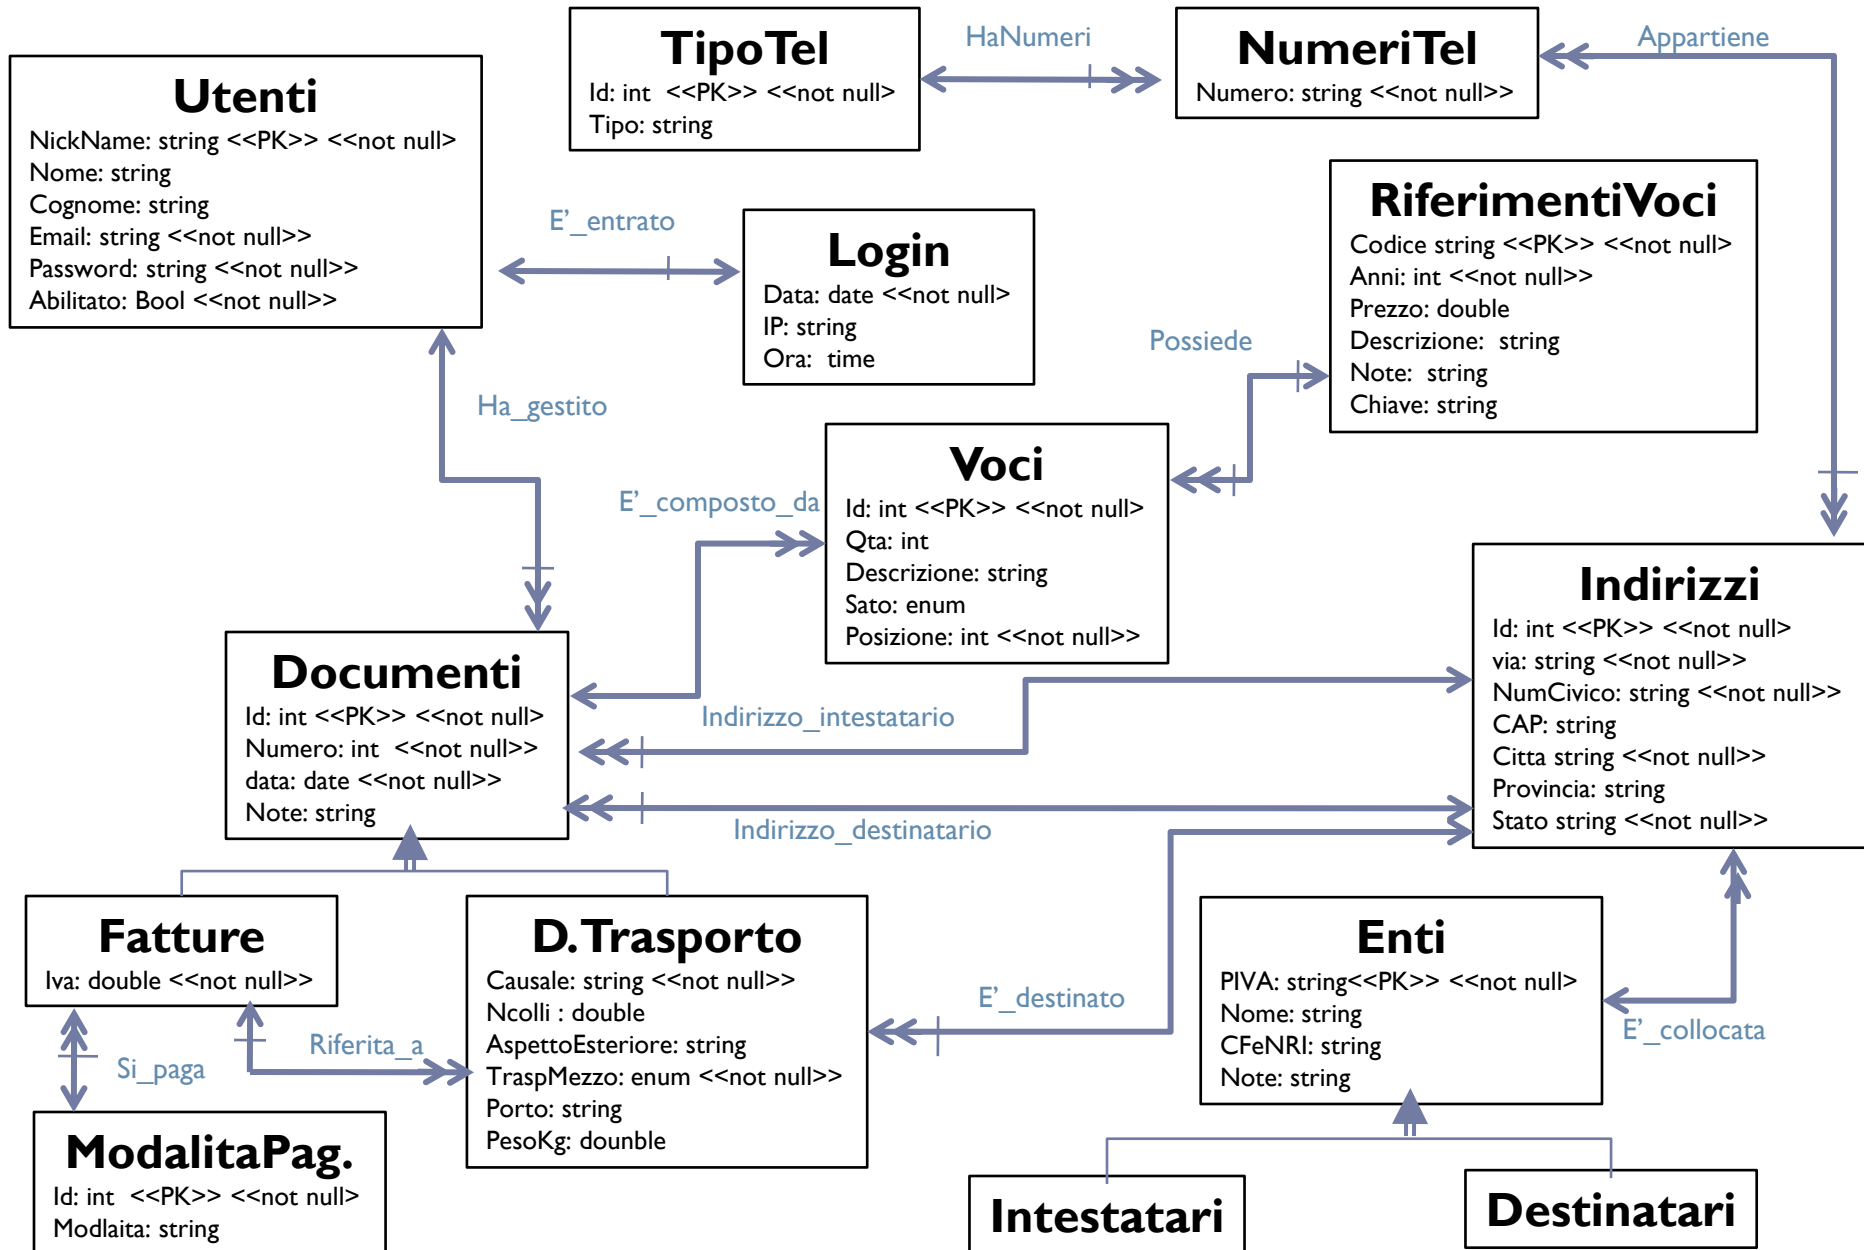 TipoTel
Id: int <<PK>> <<not null>
Tipo: string
HaNumeri
NumeriTel
Numero: string <<not null>>
Appartiene
Utenti
NickName: string <<PK>> <<not null>
Nome: string
Cognome: string
Email: string <<not null>>
Password: string <<not null>>
Abilitato: Bool <<not null>>
E’_entrato
Login
Data: date <<not null>
IP: string
Ora: time
RiferimentiVoci
Codice string <<PK>> <<not null>
Anni: int <<not null>>
Prezzo: double
Descrizione: string
Note: string
Chiave: string
Possiede
Ha_gestito
E’_composto_da
Voci
Id: int <<PK>> <<not null>
Qta: int
Descrizione: string
Sato: enum
Posizione: int <<not null>>
Indirizzi
Id: int <<PK>> <<not null>
via: string <<not null>>
NumCivico: string <<not null>>
CAP: string
Citta string <<not null>>
Provincia: string
Stato string <<not null>>
Documenti
Id: int <<PK>> <<not null>
Numero: int <<not null>>
data: date <<not null>>
Note: string
Indirizzo_intestatario
Indirizzo_destinatario
Fatture
Iva: double <<not null>>
D.Trasporto
Causale: string <<not null>>
Ncolli : double
AspettoEsteriore: string
TraspMezzo: enum <<not null>>
Porto: string
PesoKg: dounble
E’_destinato
Enti
PIVA: string<<PK>> <<not null>
Nome: string
CFeNRI: string
Note: string
E’_collocata
Si_paga
Riferita_a
ModalitaPag.
Id: int <<PK>> <<not null>
Modlaita: string
Intestatari
Destinatari